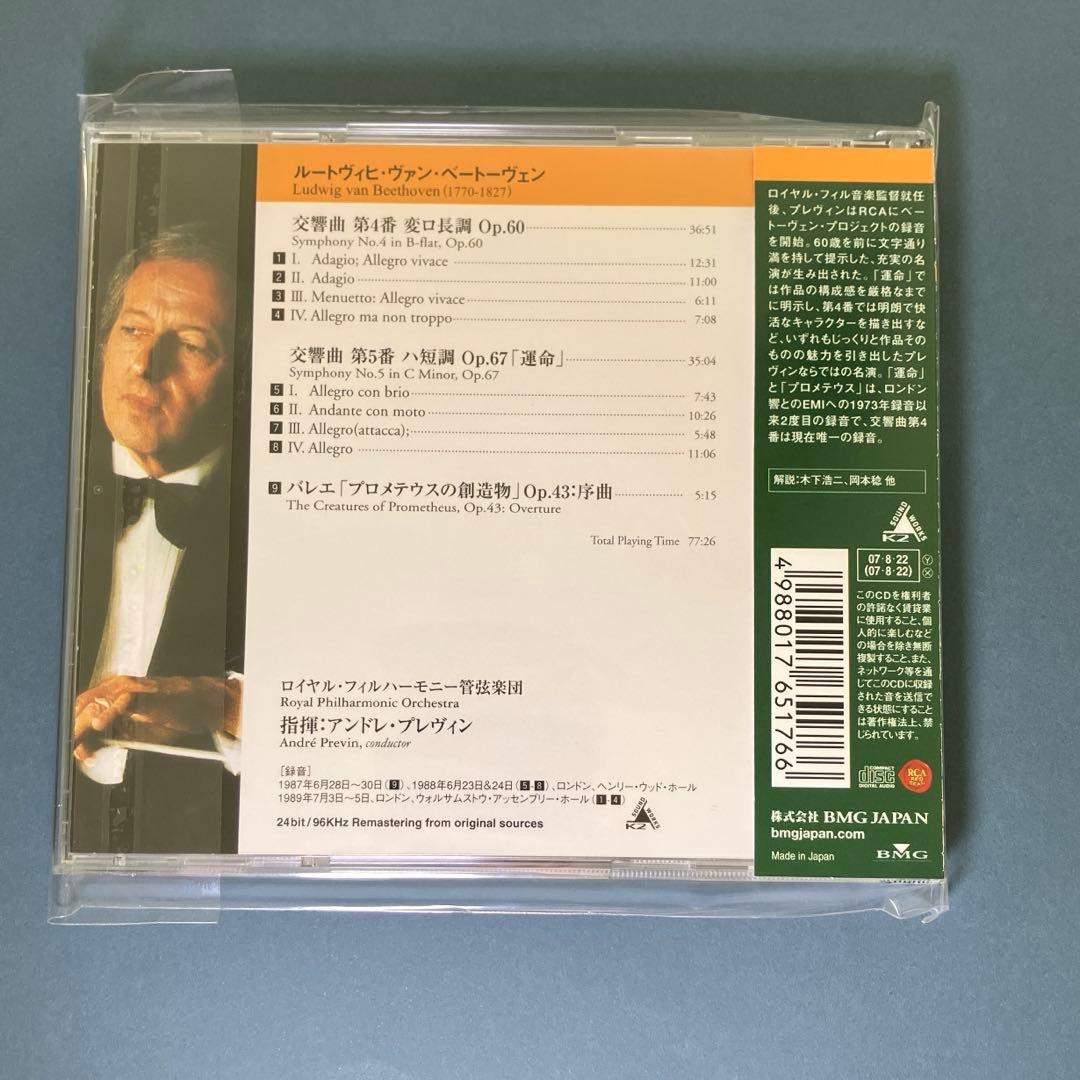 ルートヴィヒ・ヴァン・ベートーヴェン
Ludwig van Beethoven (1770-1827)
交響曲 第4番 変ロ長調 Op.60 36:51
Symphony No.4 in B-flat, Op.60
1 I. Adagio; Allegro vivace 12:31
2 II. Adagio 11:00
3 III. Menuetto: Allegro vivace 6:11
4 IV. Allegro ma non troppo 7:08
交響曲 第5番 ハ短調 Op.67「運命」 35:04
Symphony No.5 in C Minor, Op.67
5 I. Allegro con brio 7:43
6 II. Andante con moto 10:26
7 III. Allegro(attacca); 5:48
8 IV. Allegro 11:06
9 バレエ「プロメテウスの創造物」Op.43:序曲 5:15
The Creatures of Prometheus, Op.43: Overture
Total Playing Time 77:26
ロイヤル・フィルハーモニー管弦楽団
Royal Philharmonic Orchestra
指揮:アンドレ・プレヴィン
André Previn, conductor
[録音]
1987年6月28日〜30日(9)、1988年6月23日&24日(5-8)、ロンドン、ヘンリー・ウッド・ホール
1989年7月3日〜5日、ロンドン、ウォルサムストウ・アッセンブリー・ホール(1-4)
24bit/96KHz Remastering from original sources
SOUND WORKS K2
ロイヤル・フィル音楽監督就任
後、プレヴィンはRCAにベー
トーヴェン・プロジェクトの録音
を開始。60歳を前に文字通り
満を持して提示した、充実の名
演が生み出された。「運命」で
は作品の構成感を厳格なまで
に明示し、第4番では明朗で快
活なキャラクターを描き出すな
ど、いずれもじっくりと作品その
ものの魅力を引き出したプレ
ヴィンならではの名演。「運命」
と「プロメテウス」は、ロンドン
響とのEMIへの1973年録音以
来2度目の録音で、交響曲第4
番は現在唯一の録音。
解説:木下浩二、岡本稔 他
SOUND WORKS K2
07・8・22 Y
(07・8・22) X
4988017651766
このCDを権利者
の許諾なく賃貸業
に使用すること、個
人的に楽しむなど
の場合を除き無断
複製すること、また、
ネットワーク等を通
じてこのCDに収録
された音を送信で
きる状態にすること
は著作権法上、禁
じられています。
COMPACT disc DIGITAL AUDIO
RCA RED SEAL
株式会社 BMG JAPAN
bmgjapan.com
Made in Japan
BMG